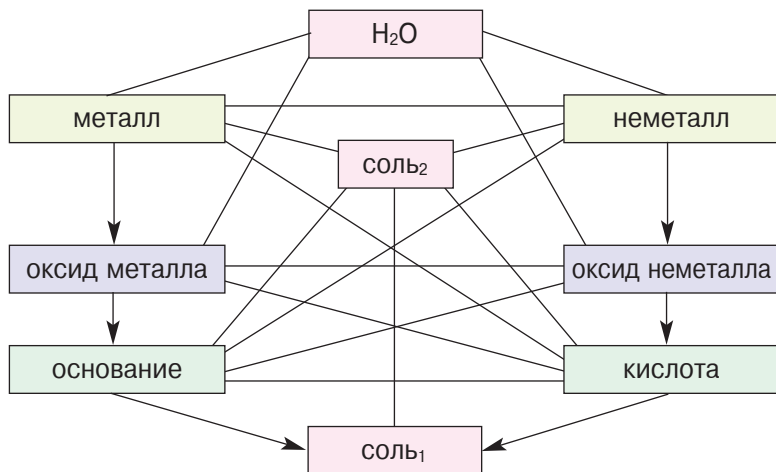 H₂O
металл
неметалл
соль₂
оксид металла
оксид неметалла
основание
кислота
соль₁